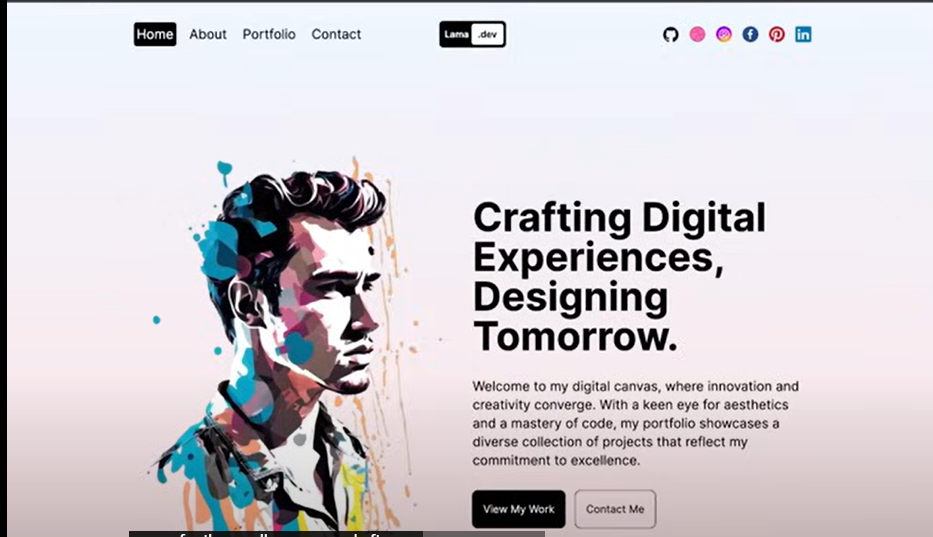 Home About Portfolio Contact Lama .dev
Crafting Digital
Experiences,
Designing
Tomorrow.
Welcome to my digital canvas, where innovation and
creativity converge. With a keen eye for aesthetics
and a mastery of code, my portfolio showcases a
diverse collection of projects that reflect my
commitment to excellence.
View My Work Contact Me